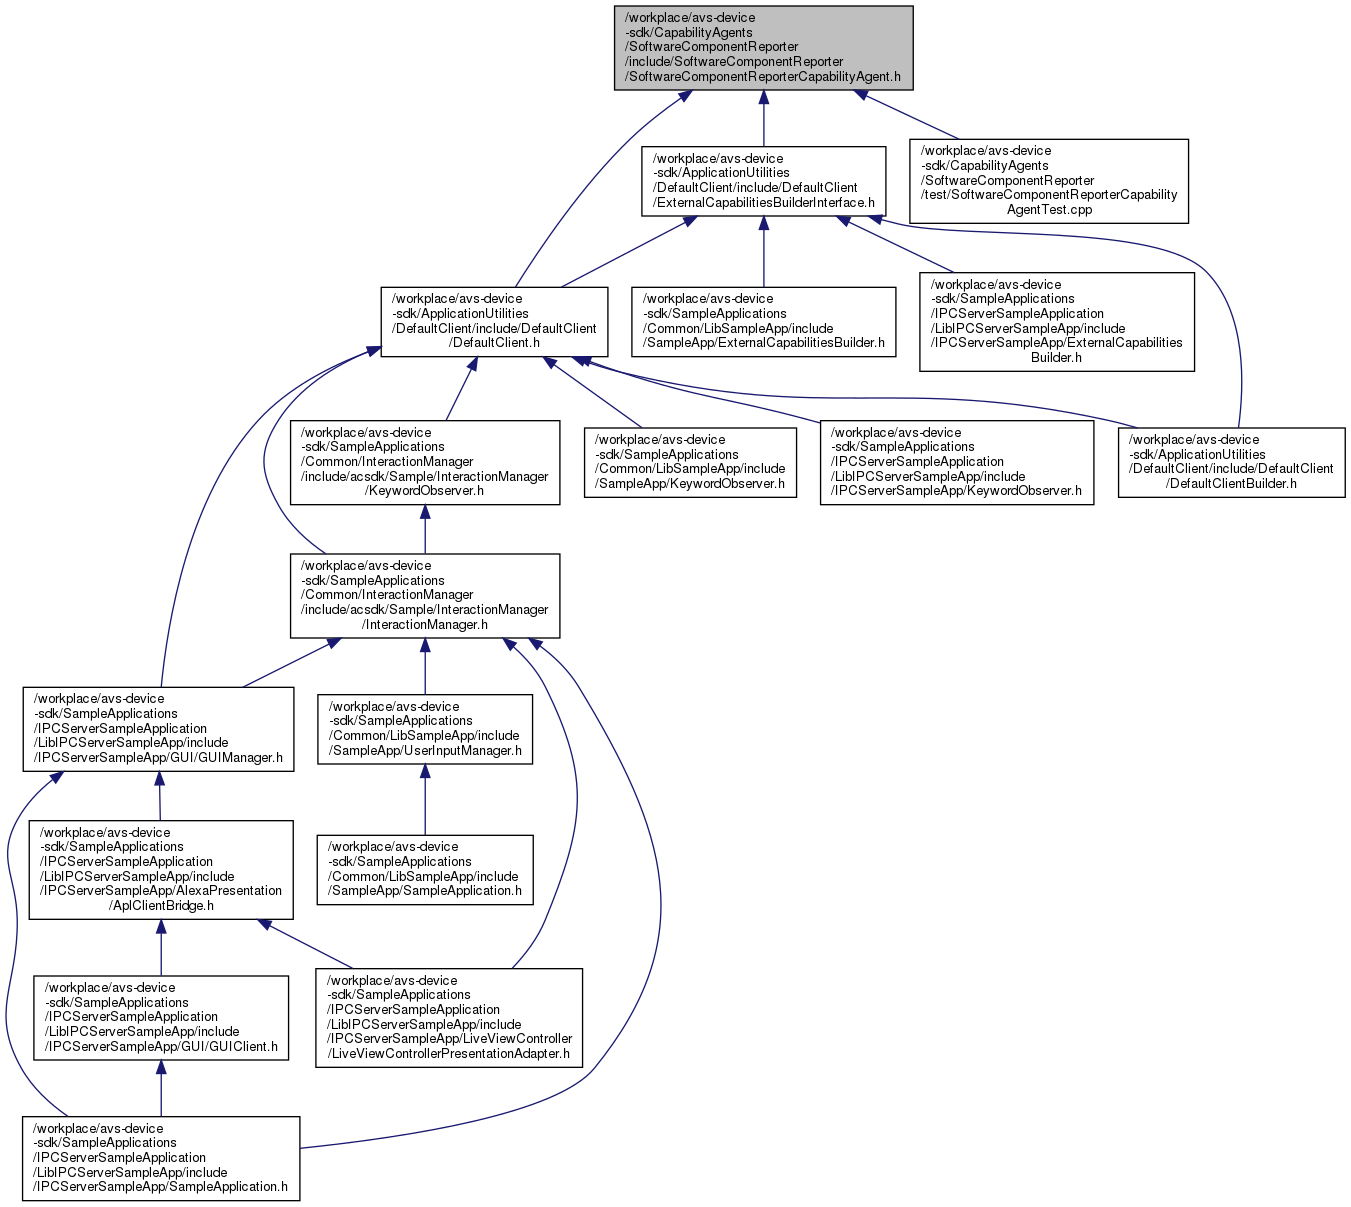 /workplace/avs-device
-sdk/CapabilityAgents
/SoftwareComponentReporter
/include/SoftwareComponentReporter
/SoftwareComponentReporterCapabilityAgent.h
/workplace/avs-device
-sdk/ApplicationUtilities
/DefaultClient/include/DefaultClient
/ExternalCapabilitiesBuilderInterface.h
/workplace/avs-device
-sdk/CapabilityAgents
/SoftwareComponentReporter
/test/SoftwareComponentReporterCapability
AgentTest.cpp
/workplace/avs-device
-sdk/ApplicationUtilities
/DefaultClient/include/DefaultClient
/DefaultClient.h
/workplace/avs-device
-sdk/SampleApplications
/Common/LibSampleApp/include
/SampleApp/ExternalCapabilitiesBuilder.h
/workplace/avs-device
-sdk/SampleApplications
/IPCServerSampleApplication
/LibIPCServerSampleApp/include
/IPCServerSampleApp/ExternalCapabilities
Builder.h
/workplace/avs-device
-sdk/SampleApplications
/Common/InteractionManager
/include/acsdk/Sample/InteractionManager
/KeywordObserver.h
/workplace/avs-device
-sdk/SampleApplications
/Common/LibSampleApp/include
/SampleApp/KeywordObserver.h
/workplace/avs-device
-sdk/SampleApplications
/IPCServerSampleApplication
/LibIPCServerSampleApp/include
/IPCServerSampleApp/KeywordObserver.h
/workplace/avs-device
-sdk/ApplicationUtilities
/DefaultClient/include/DefaultClient
/DefaultClientBuilder.h
/workplace/avs-device
-sdk/SampleApplications
/Common/InteractionManager
/include/acsdk/Sample/InteractionManager
/InteractionManager.h
/workplace/avs-device
-sdk/SampleApplications
/IPCServerSampleApplication
/LibIPCServerSampleApp/include
/IPCServerSampleApp/GUI/GUIManager.h
/workplace/avs-device
-sdk/SampleApplications
/Common/LibSampleApp/include
/SampleApp/UserInputManager.h
/workplace/avs-device
-sdk/SampleApplications
/IPCServerSampleApplication
/LibIPCServerSampleApp/include
/IPCServerSampleApp/AlexaPresentation
/AplClientBridge.h
/workplace/avs-device
-sdk/SampleApplications
/Common/LibSampleApp/include
/SampleApp/SampleApplication.h
/workplace/avs-device
-sdk/SampleApplications
/IPCServerSampleApplication
/LibIPCServerSampleApp/include
/IPCServerSampleApp/GUI/GUIClient.h
/workplace/avs-device
-sdk/SampleApplications
/IPCServerSampleApplication
/LibIPCServerSampleApp/include
/IPCServerSampleApp/LiveViewController
/LiveViewControllerPresentationAdapter.h
/workplace/avs-device
-sdk/SampleApplications
/IPCServerSampleApplication
/LibIPCServerSampleApp/include
/IPCServerSampleApp/SampleApplication.h